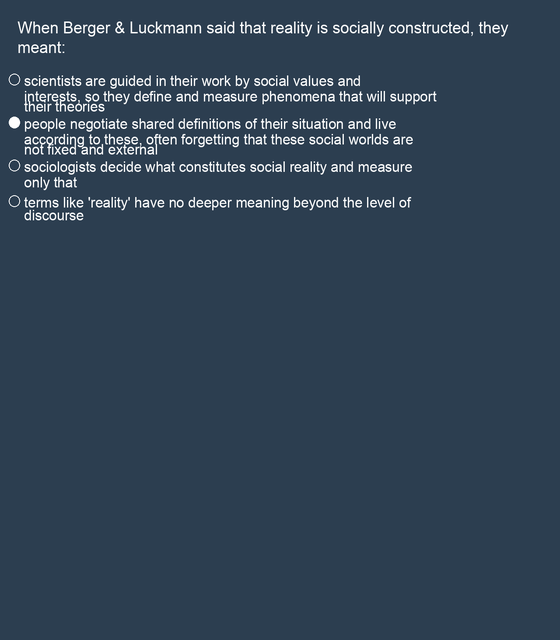 When Berger & Luckmann said that reality is socially constructed, they
meant:
scientists are guided in their work by social values and
interests, so they define and measure phenomena that will support
their theories
people negotiate shared definitions of their situation and live
according to these, often forgetting that these social worlds are
not fixed and external
sociologists decide what constitutes social reality and measure
only that
terms like 'reality' have no deeper meaning beyond the level of
discourse